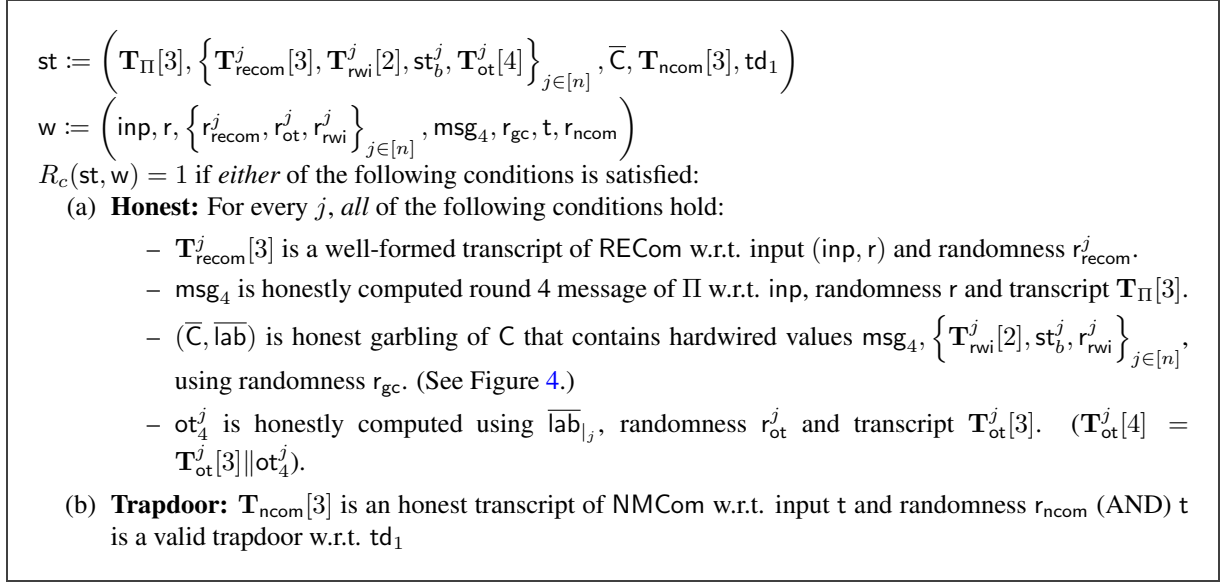 st := ( T_Π[3], { T^j_recom[3], T^j_rwi[2], st^j_b, T^j_ot[4] }_{j∈[n]}, C̅, T_ncom[3], td_1 )
w := ( inp, r, { r^j_recom, r^j_ot, r^j_rwi }_{j∈[n]}, msg_4, r_gc, t, r_ncom )
R_c(st, w) = 1 if either of the following conditions is satisfied:
(a) Honest: For every j, all of the following conditions hold:
– T^j_recom[3] is a well-formed transcript of RECom w.r.t. input (inp, r) and randomness r^j_recom.
– msg_4 is honestly computed round 4 message of Π w.r.t. inp, randomness r and transcript T_Π[3].
– (C̅, l̅a̅b̅) is honest garbling of C that contains hardwired values msg_4, { T^j_rwi[2], st^j_b, r^j_rwi }_{j∈[n]},
using randomness r_gc. (See Figure 4.)
– ot^j_4 is honestly computed using l̅a̅b̅_{|j}, randomness r^j_ot and transcript T^j_ot[3]. (T^j_ot[4] =
T^j_ot[3]‖ot^j_4).
(b) Trapdoor: T_ncom[3] is an honest transcript of NMCom w.r.t. input t and randomness r_ncom (AND) t
is a valid trapdoor w.r.t. td_1